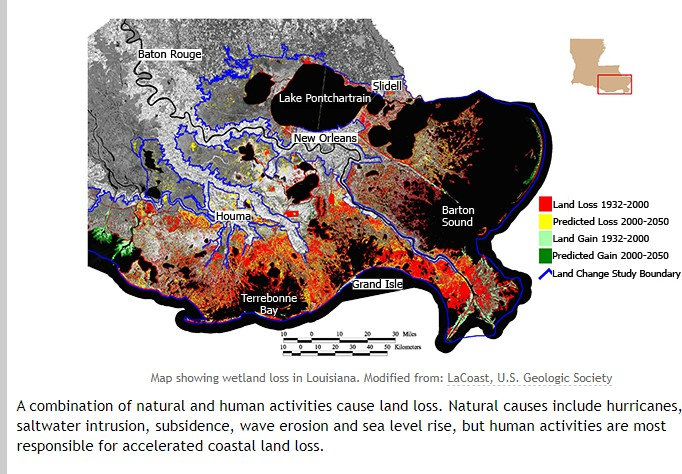 Baton Rouge
Slidell
Lake Pontchartrain
New Orleans
Barton
Sound
Houma
Grand Isle
Terrebonne
Bay
Land Loss 1932-2000
Predicted Loss 2000-2050
Land Gain 1932-2000
Predicted Gain 2000-2050
Land Change Study Boundary
10 0 10 20 30 Miles
10 0 10 20 30 40 50 Kilometers
Map showing wetland loss in Louisiana. Modified from: LaCoast, U.S. Geologic Society
A combination of natural and human activities cause land loss. Natural causes include hurricanes,
saltwater intrusion, subsidence, wave erosion and sea level rise, but human activities are most
responsible for accelerated coastal land loss.